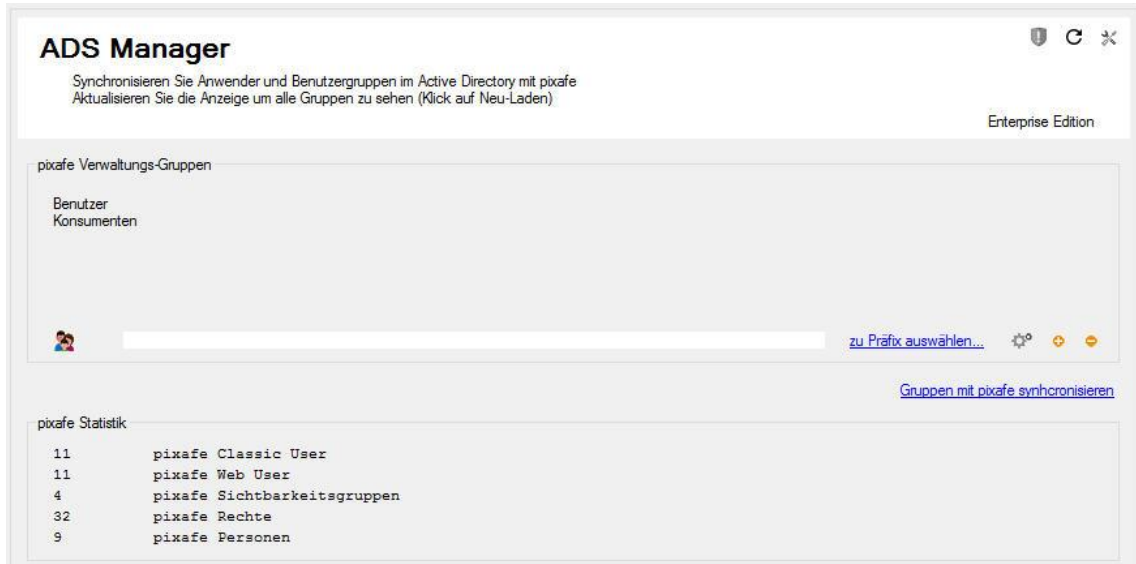 ADS Manager
Synchronisieren Sie Anwender und Benutzergruppen im Active Directory mit pixafe
Aktualisieren Sie die Anzeige um alle Gruppen zu sehen (Klick auf Neu-Laden)
Enterprise Edition
pixafe Verwaltungs-Gruppen
Benutzer
Konsumenten
zu Präfix auswählen...
Gruppen mit pixafe synhcronisieren
pixafe Statistik
11 pixafe Classic User
11 pixafe Web User
4 pixafe Sichtbarkeitsgruppen
32 pixafe Rechte
9 pixafe Personen